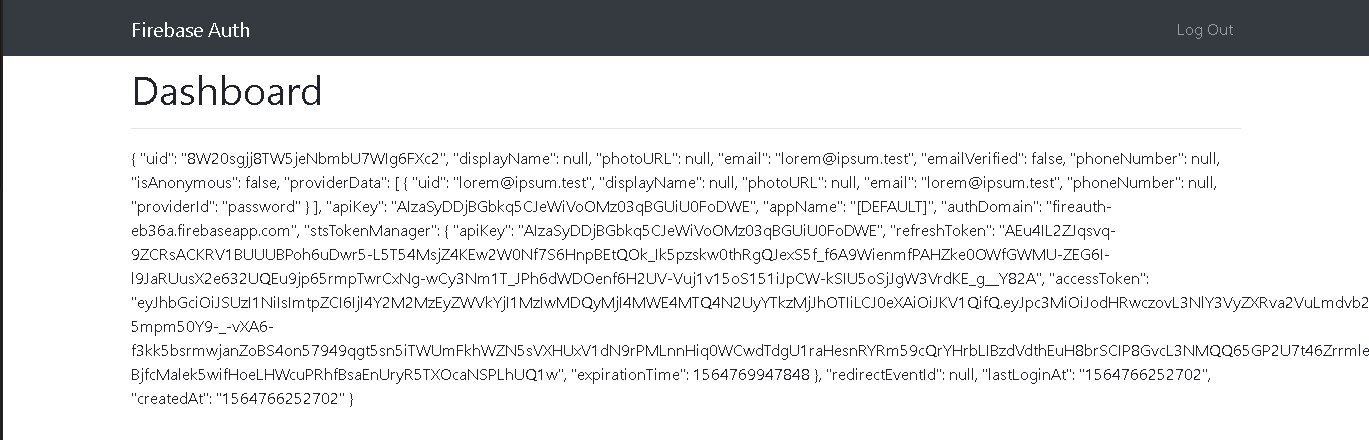 Firebase Auth
Log Out
Dashboard
{ "uid": "8W20sgjj8TW5jeNbmbU7WIg6FXc2", "displayName": null, "photoURL": null, "email": "lorem@ipsum.test", "emailVerified": false, "phoneNumber": null,
"isAnonymous": false, "providerData": [ { "uid": "lorem@ipsum.test", "displayName": null, "photoURL": null, "email": "lorem@ipsum.test", "phoneNumber": null,
"providerId": "password" } ], "apiKey": "AIzaSyDDjBGbkq5CJeWiVoOMz03qBGUiU0FoDWE", "appName": "[DEFAULT]", "authDomain": "fireauth-
eb36a.firebaseapp.com", "stsTokenManager": { "apiKey": "AIzaSyDDjBGbkq5CJeWiVoOMz03qBGUiU0FoDWE", "refreshToken": "AEu4IL2ZJqsvq-
9ZCRsACKRV1BUUUBPoh6uDwr5-L5T54MsjZ4KEw2W0Nf7S6HnpBEtQOk_Ik5pzskw0thRgQJexS5f_f6A9WienmfPAHZke0OWfGWMU-ZEG6I-
l9JaRUusX2e632UQEu9jp65rmpTwrCxNg-wCy3Nm1T_JPh6dWDOenf6H2UV-Vuj1v15oS151iJpCW-kSIU5oSjJgW3VrdKE_g__Y82A", "accessToken":
"eyJhbGciOiJSUzI1NiIsImtpZCI6IjI4Y2M2MzEyZWVkYjI1MzIwMDQyMjI4MWE4MTQ4N2UyYTkzMjJhOTIiLCJ0eXAiOiJKV1QifQ.eyJpc3MiOiJodHRwczovL3NlY3VyZXRva2VuLmdvb2
5mpm50Y9-_-vXA6-
f3kk5bsrmwjanZoBS4on57949qgt5sn5iTWUmFkhWZN5sVXHUxV1dN9rPMLnnHiq0WCwdTdgU1raHesnRYRm59cQrYHrbLIBzdVdthEuH8brSCIP8GvcL3NMQQ65GP2U7t46Zrrmle
BjfcMalek5wifHoeLHWcuPRhfBsaEnUryR5TXOcaNSPLhUQ1w", "expirationTime": 1564769947848 }, "redirectEventId": null, "lastLoginAt": "1564766252702",
"createdAt": "1564766252702" }